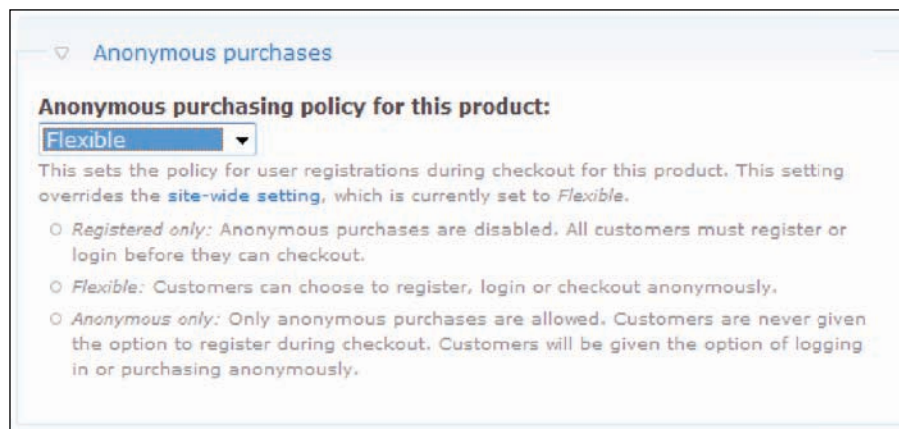 Anonymous purchases
Anonymous purchasing policy for this product:
Flexible
This sets the policy for user registrations during checkout for this product. This setting
overrides the site-wide setting, which is currently set to Flexible.
Registered only: Anonymous purchases are disabled. All customers must register or
login before they can checkout.
Flexible: Customers can choose to register, login or checkout anonymously.
Anonymous only: Only anonymous purchases are allowed. Customers are never given
the option to register during checkout. Customers will be given the option of logging
in or purchasing anonymously.